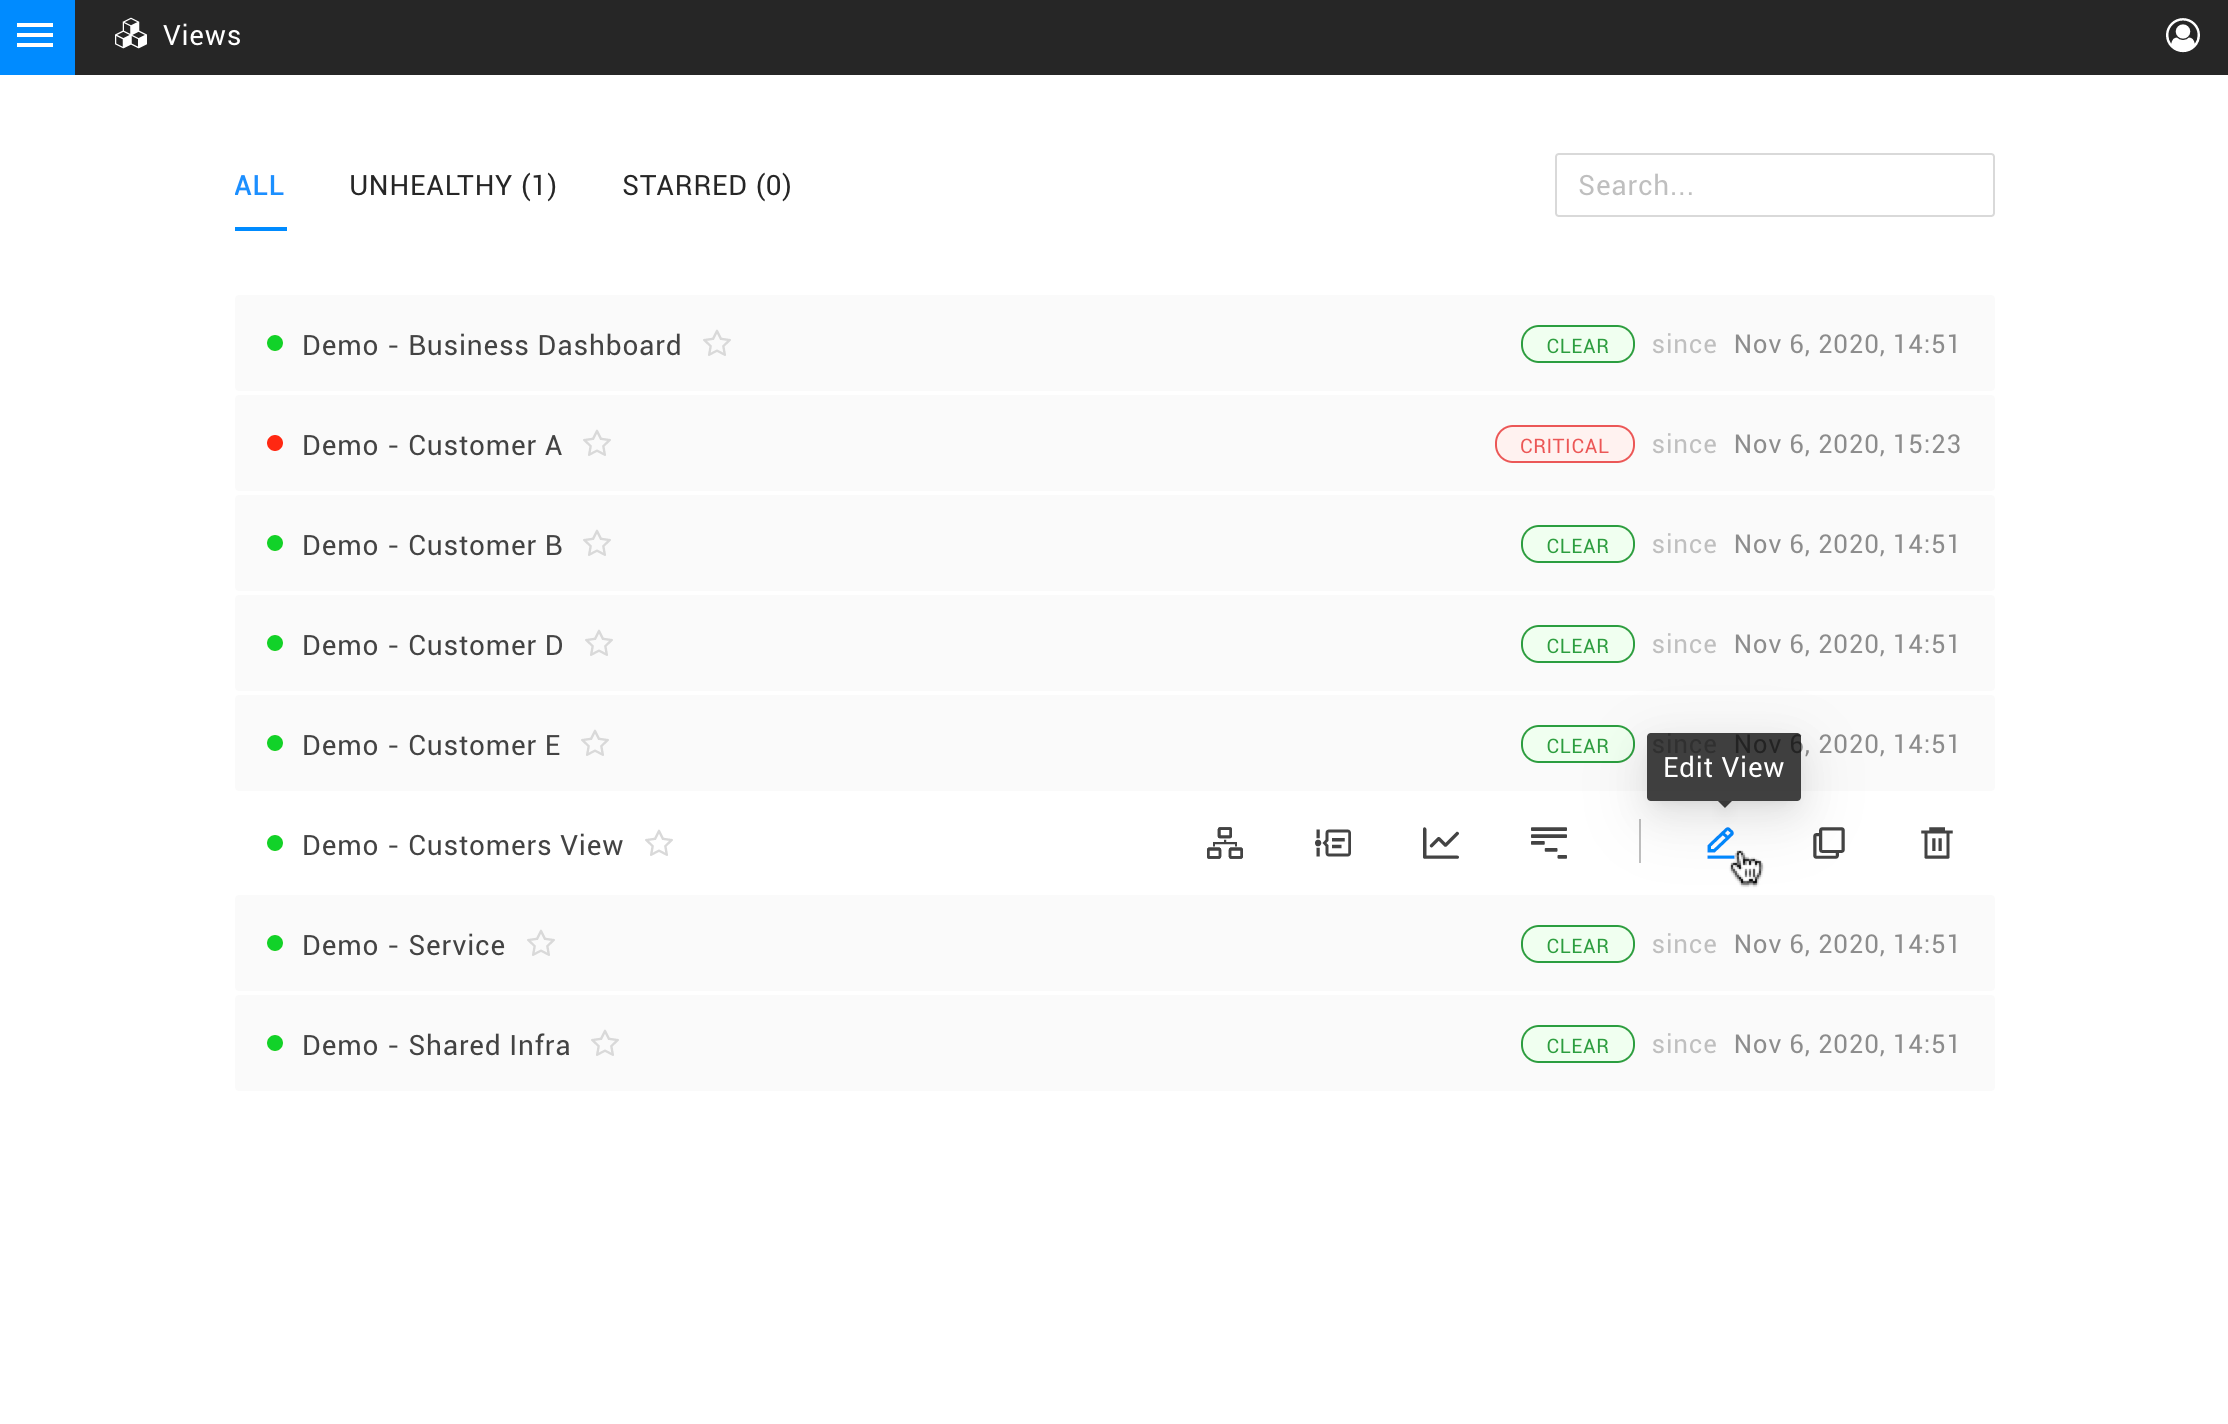 Views
ALL UNHEALTHY (1) STARRED (0) Search...
Demo - Business Dashboard CLEAR since Nov 6, 2020, 14:51
Demo - Customer A CRITICAL since Nov 6, 2020, 15:23
Demo - Customer B CLEAR since Nov 6, 2020, 14:51
Demo - Customer D CLEAR since Nov 6, 2020, 14:51
Demo - Customer E CLEAR since Nov 6, 2020, 14:51
Edit View
Demo - Customers View
Demo - Service CLEAR since Nov 6, 2020, 14:51
Demo - Shared Infra CLEAR since Nov 6, 2020, 14:51